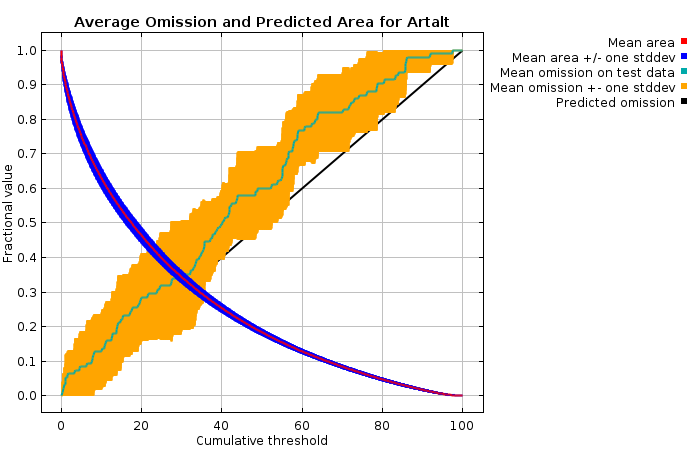 Average Omission and Predicted Area for Artalt
Mean area
Mean area +/- one stddev
Mean omission on test data
Mean omission +- one stddev
Predicted omission
1.0
0.9
0.8
0.7
0.6
0.5
0.4
0.3
0.2
0.1
0.0
Fractional value
0 20 40 60 80 100
Cumulative threshold